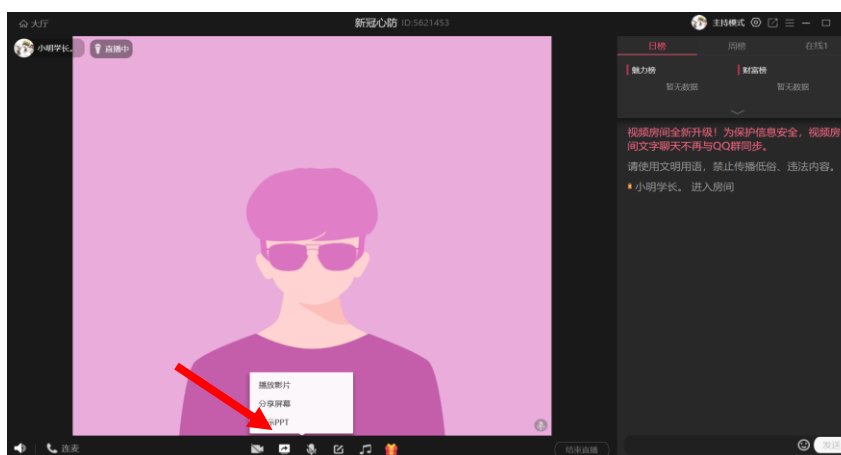 大厅
新冠心防 ID:5621453
主持模式
小明学长。
直播中
日榜
周榜
在线1
魅力榜
财富榜
暂无数据
暂无数据
视频房间全新升级！为保护信息安全，视频房
间文字聊天不再与QQ群同步。
请使用文明用语，禁止传播低俗、违法内容。
小明学长。 进入房间
播放影片
分享屏幕
PPT
连麦
结束直播
发送